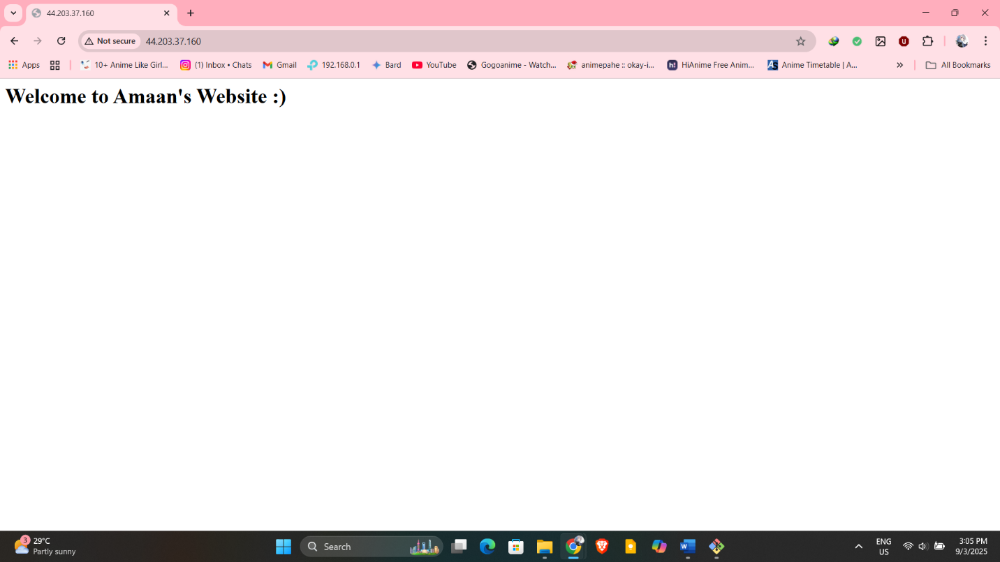 44.203.37.160
Not secure
44.203.37.160
Apps
10+ Anime Like Girl...
(1) Inbox • Chats
Gmail
192.168.0.1
Bard
YouTube
Gogoanime - Watch...
animepahe :: okay-i...
HiAnime Free Anim...
Anime Timetable | A...
All Bookmarks
Welcome to Amaan's Website :)
3
29°C
Partly sunny
Search
ENG
US
3:05 PM
9/3/2025